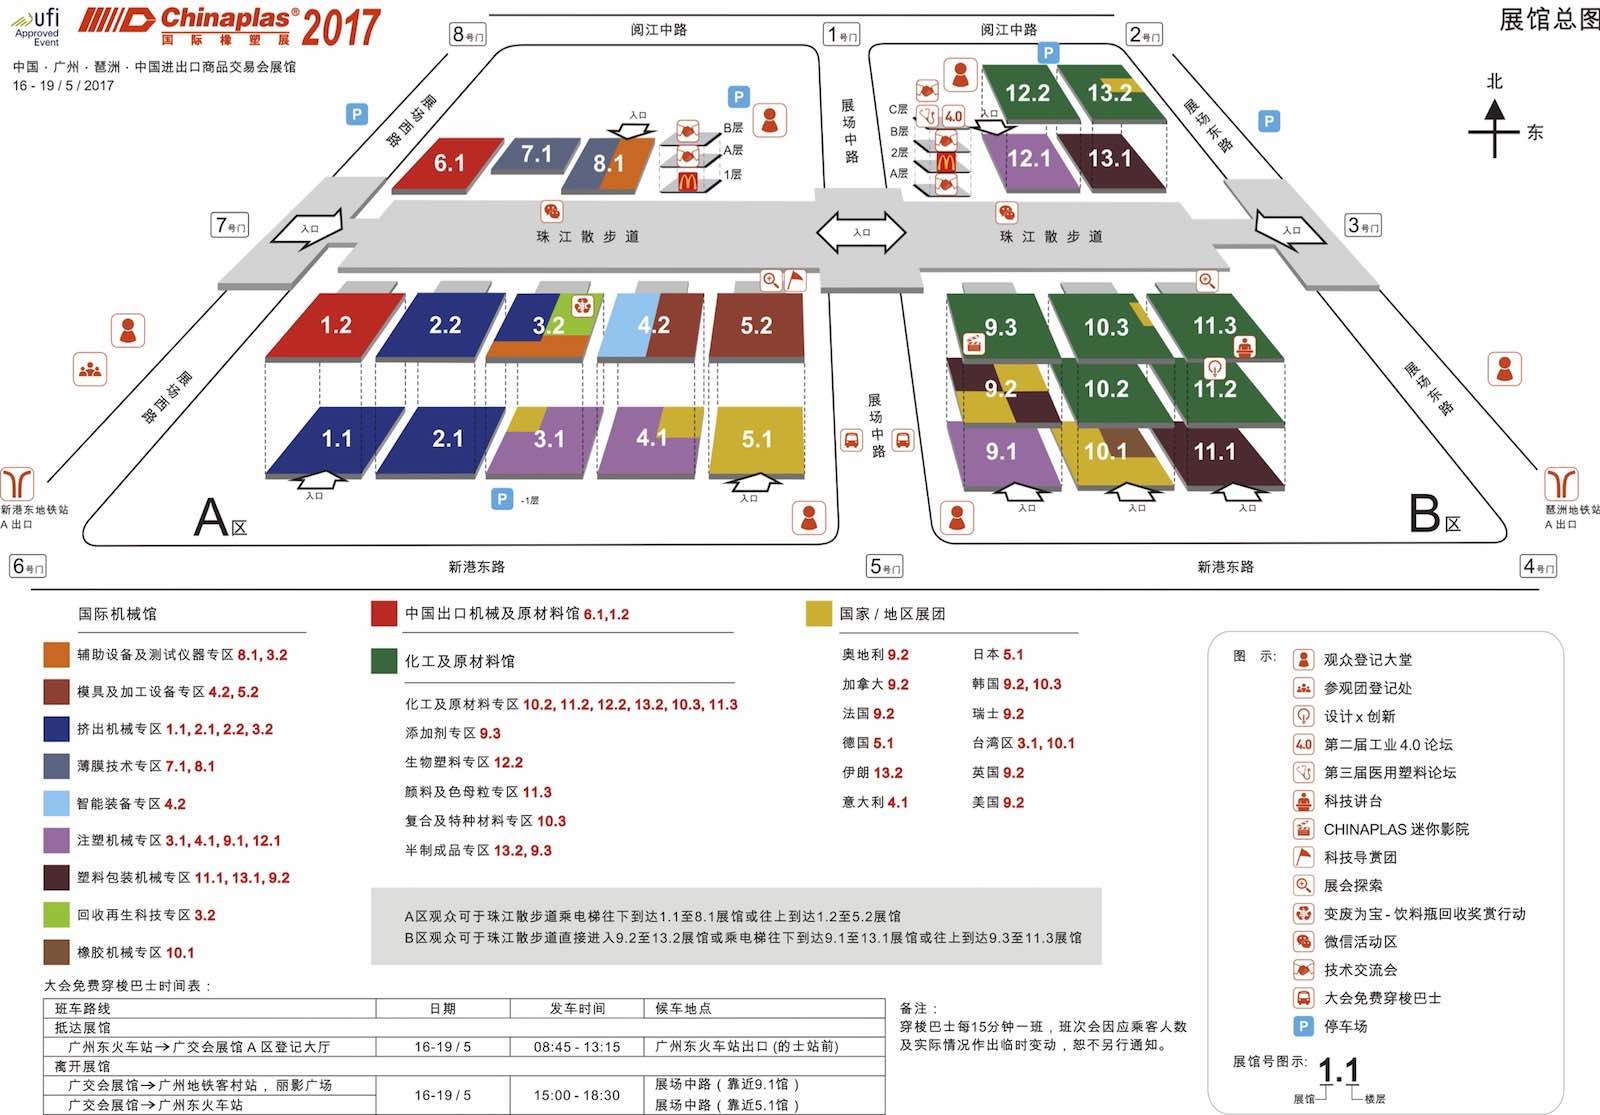 ufi
Approved
Event
Chinaplas® 2017
国际橡塑展
展馆总图
中国·广州·琶洲·中国进出口商品交易会展馆
16 - 19 / 5 / 2017
8号门
阅江中路
1号门
阅江中路
2号门
北
东
P
P
P
P
展场西路
展场中路
展场东路
入口
B层
A层
1层
C层
B层
2层
A层
4.0
入口
12.2
13.2
12.1
13.1
6.1
7.1
8.1
7号门
入口
珠江散步道
入口
珠江散步道
入口
3号门
1.2
2.2
3.2
4.2
5.2
9.3
10.3
11.3
9.2
10.2
11.2
1.1
2.1
3.1
4.1
5.1
9.1
10.1
11.1
展场西路
展场中路
展场东路
入口
P -1层
入口
入口
入口
入口
新港东地铁站
A 出口
A区
B区
琶洲地铁站
A 出口
6号门
新港东路
5号门
新港东路
4号门
国际机械馆
辅助设备及测试仪器专区 8.1, 3.2
模具及加工设备专区 4.2, 5.2
挤出机械专区 1.1, 2.1, 2.2, 3.2
薄膜技术专区 7.1, 8.1
智能装备专区 4.2
注塑机械专区 3.1, 4.1, 9.1, 12.1
塑料包装机械专区 11.1, 13.1, 9.2
回收再生科技专区 3.2
橡胶机械专区 10.1
中国出口机械及原材料馆 6.1,1.2
化工及原材料馆
化工及原材料专区 10.2, 11.2, 12.2, 13.2, 10.3, 11.3
添加剂专区 9.3
生物塑料专区 12.2
颜料及色母粒专区 11.3
复合及特种材料专区 10.3
半制成品专区 13.2, 9.3
国家 / 地区展团
奥地利 9.2
加拿大 9.2
法国 9.2
德国 5.1
伊朗 13.2
意大利 4.1
日本 5.1
韩国 9.2, 10.3
瑞士 9.2
台湾区 3.1, 10.1
英国 9.2
美国 9.2
A区观众可于珠江散步道乘电梯往下到达1.1至8.1展馆或往上到达1.2至5.2展馆
B区观众可于珠江散步道直接进入9.2至13.2展馆或乘电梯往下到达9.1至13.1展馆或往上到达9.3至11.3展馆
图 示:
观众登记大堂
参观团登记处
设计 x 创新
4.0 第二届工业 4.0 论坛
第三届医用塑料论坛
科技讲台
CHINAPLAS 迷你影院
科技导赏团
展会探索
变废为宝 - 饮料瓶回收奖赏行动
微信活动区
技术交流会
大会免费穿梭巴士
P 停车场
展馆号图示: 1.1
展馆 楼层
大会免费穿梭巴士时间表:
班车路线 日期 发车时间 候车地点
抵达展馆
广州东火车站→广交会展馆 A 区登记大厅 16-19 / 5 08:45 - 13:15 广州东火车站出口 (的士站前)
离开展馆
广交会展馆→广州地铁客村站，丽影广场 16-19 / 5 15:00 - 18:30 展场中路（靠近9.1馆）
广交会展馆→广州东火车站 展场中路（靠近5.1馆）
备注:
穿梭巴士每15分钟一班，班次会因应乘客人数
及实际情况作出临时变动，恕不另行通知。